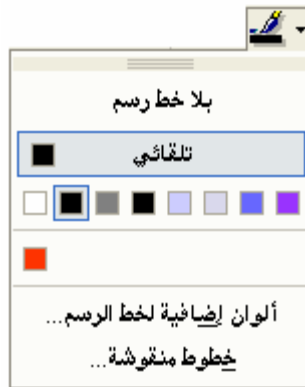 بلا خط رسم
تلقائي
ألوان إضافية لخط الرسم...
خطوط منقوشة...